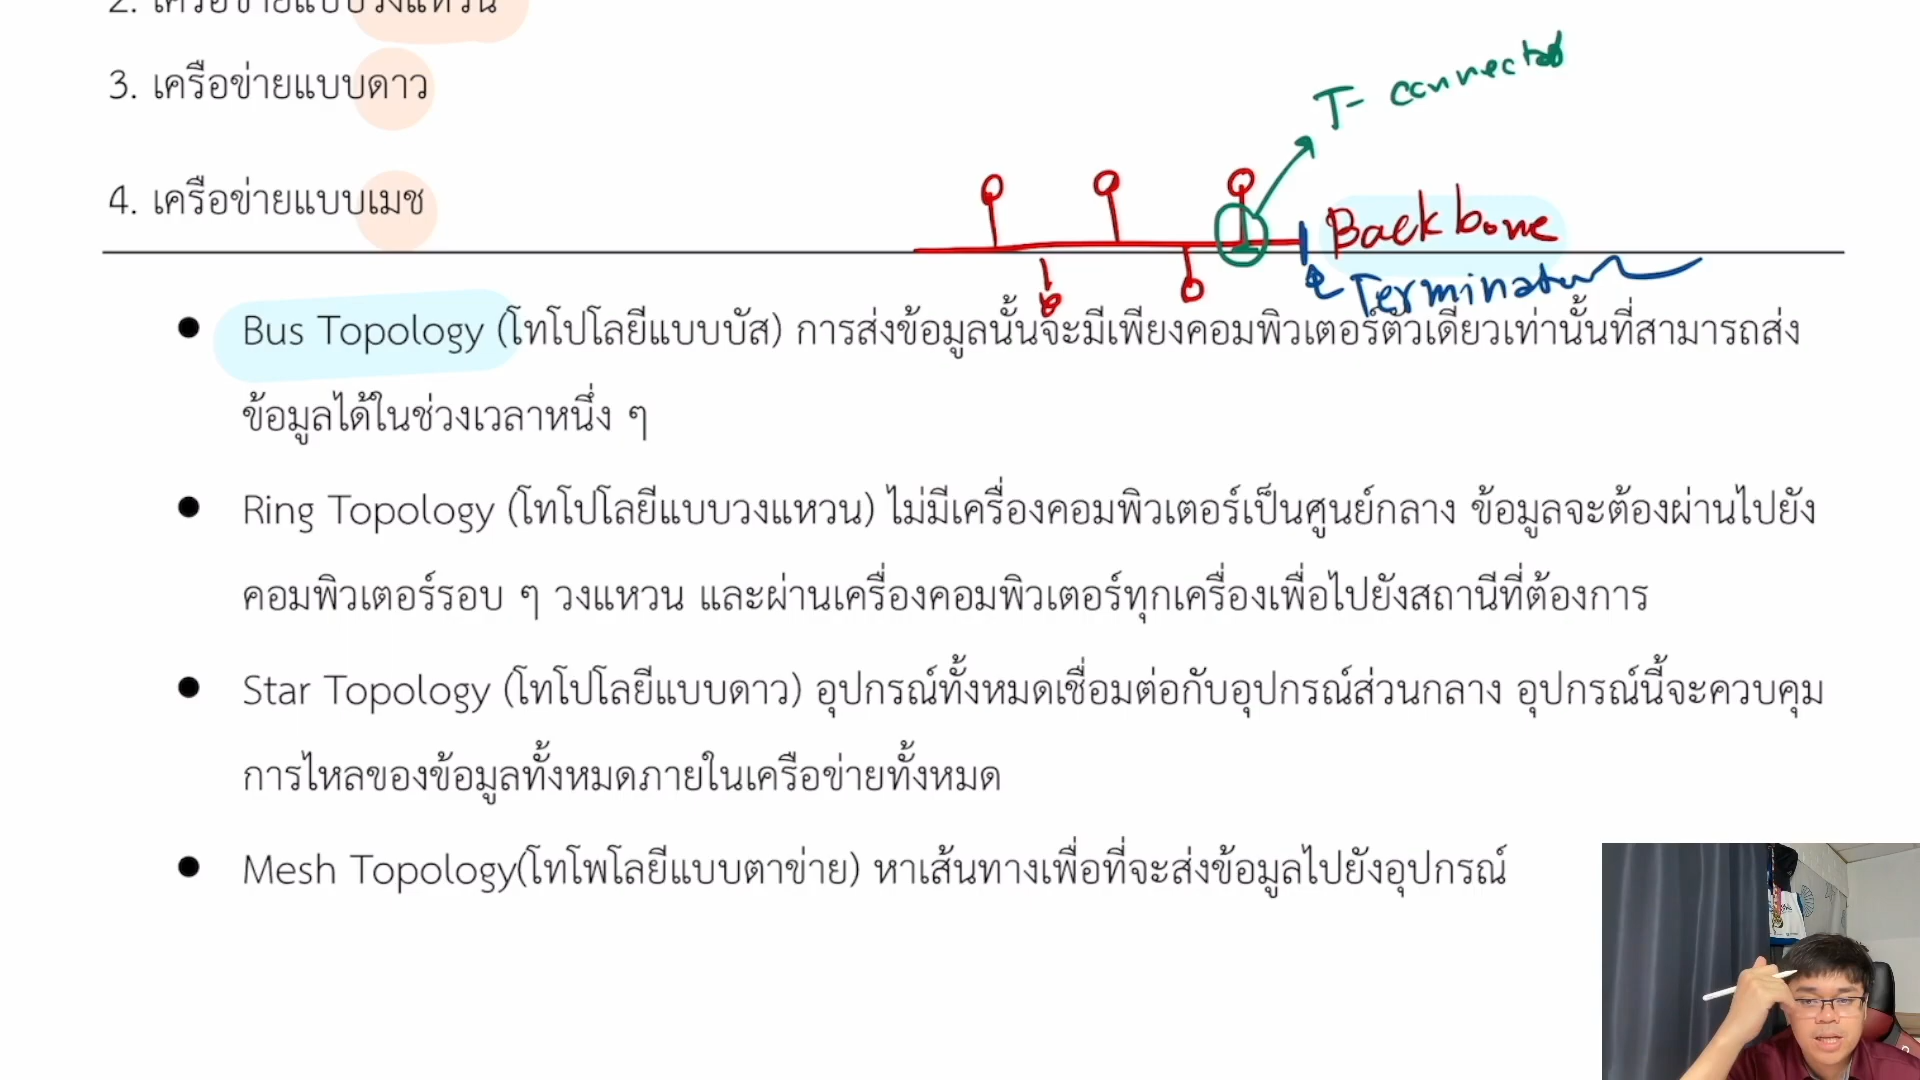 2. เครือข่ายแบบวงแหวน
3. เครือข่ายแบบดาว
4. เครือข่ายแบบเมช
T- connected
Backbone
Terminator
Bus Topology (โทโปโลยีแบบบัส) การส่งข้อมูลนั้นจะมีเพียงคอมพิวเตอร์ตัวเดียวเท่านั้นที่สามารถส่ง
ข้อมูลได้ในช่วงเวลาหนึ่ง ๆ
Ring Topology (โทโปโลยีแบบวงแหวน) ไม่มีเครื่องคอมพิวเตอร์เป็นศูนย์กลาง ข้อมูลจะต้องผ่านไปยัง
คอมพิวเตอร์รอบ ๆ วงแหวน และผ่านเครื่องคอมพิวเตอร์ทุกเครื่องเพื่อไปยังสถานีที่ต้องการ
Star Topology (โทโปโลยีแบบดาว) อุปกรณ์ทั้งหมดเชื่อมต่อกับอุปกรณ์ส่วนกลาง อุปกรณ์นี้จะควบคุม
การไหลของข้อมูลทั้งหมดภายในเครือข่ายทั้งหมด
Mesh Topology(โทโพโลยีแบบตาข่าย) หาเส้นทางเพื่อที่จะส่งข้อมูลไปยังอุปกรณ์